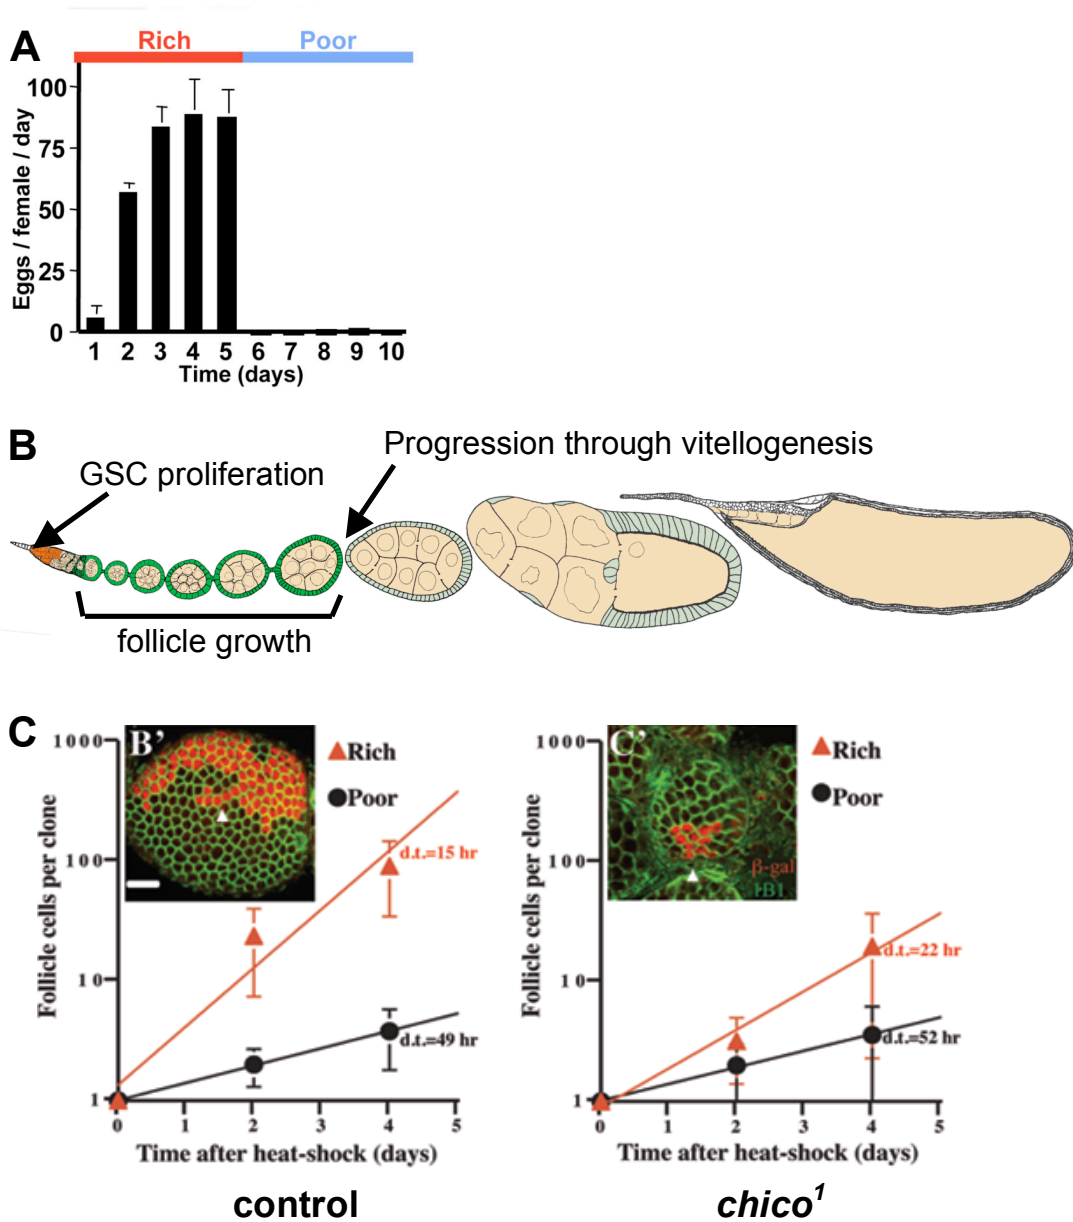 A
Rich Poor
Eggs / female / day
100
75
50
25
0
1 2 3 4 5 6 7 8 9 10
Time (days)
B
Progression through vitellogenesis
GSC proliferation
follicle growth
C
Follicle cells per clone
1000
100
10
1
B'
Rich
Poor
d.t.=15 hr
d.t.=49 hr
0 1 2 3 4 5
Time after heat-shock (days)
control
Follicle cells per clone
1000
100
10
1
C'
β-gal
1B1
Rich
Poor
d.t.=22 hr
d.t.=52 hr
0 1 2 3 4 5
Time after heat-shock (days)
chico¹